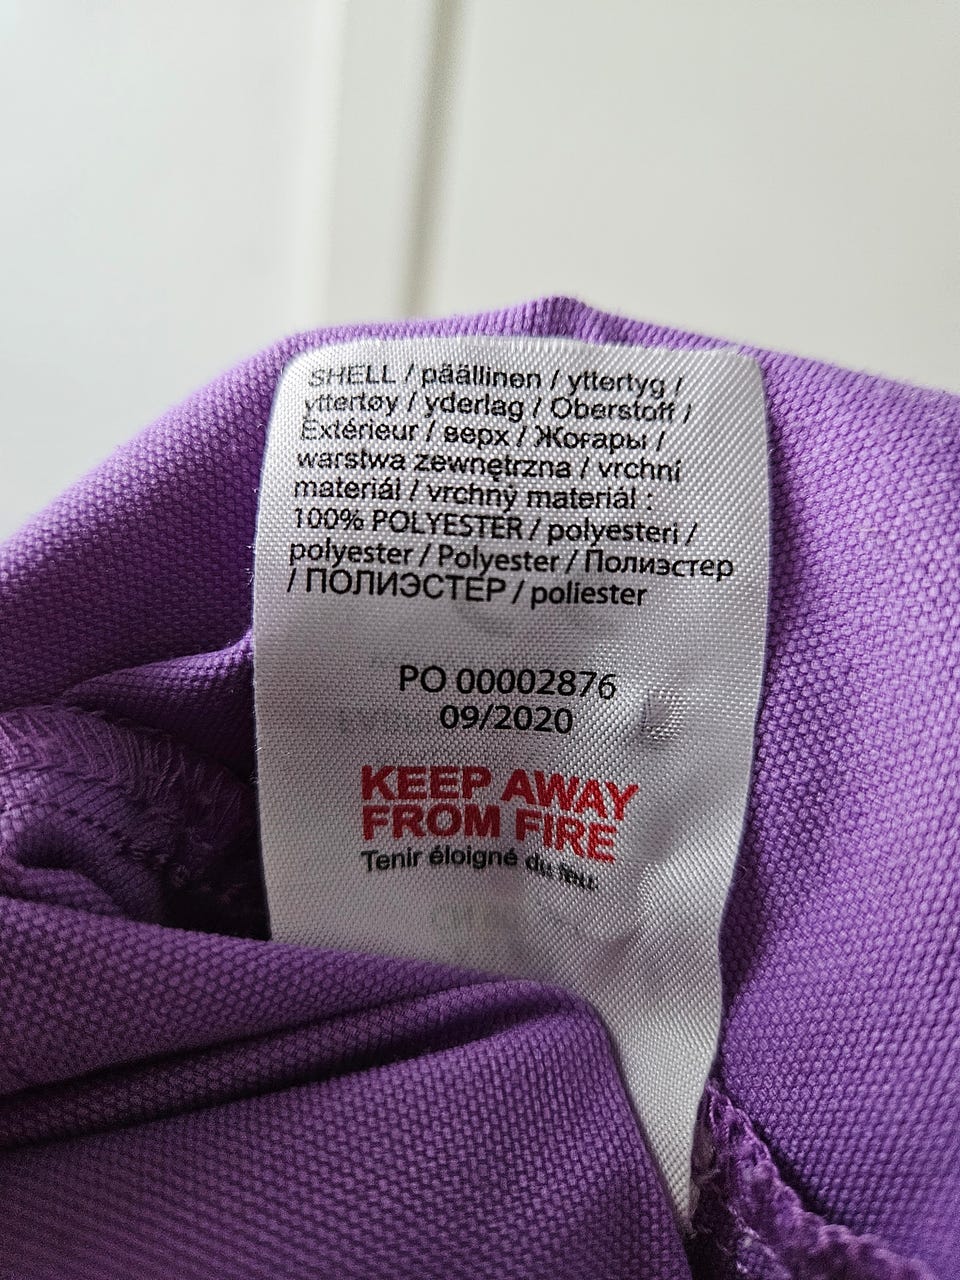 SHELL / päällinen / yttertyg /
yttertøy / yderlag / Oberstoff /
Extérieur / верх / Жоғары /
warstwa zewnętrzna / vrchní
materiál / vrchný materiál :
100% POLYESTER / polyesteri /
polyester / Polyester / Полиэстер
/ ПОЛИЭСТЕР / poliester
PO 00002876
09/2020
KEEP AWAY
FROM FIRE
Tenir éloigné du feu